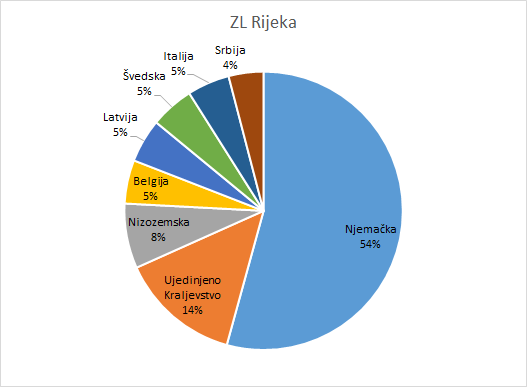 ZL Rijeka
Srbija
4%
Italija
5%
Švedska
5%
Latvija
5%
Belgija
5%
Nizozemska
8%
Ujedinjeno
Kraljevstvo
14%
Njemačka
54%